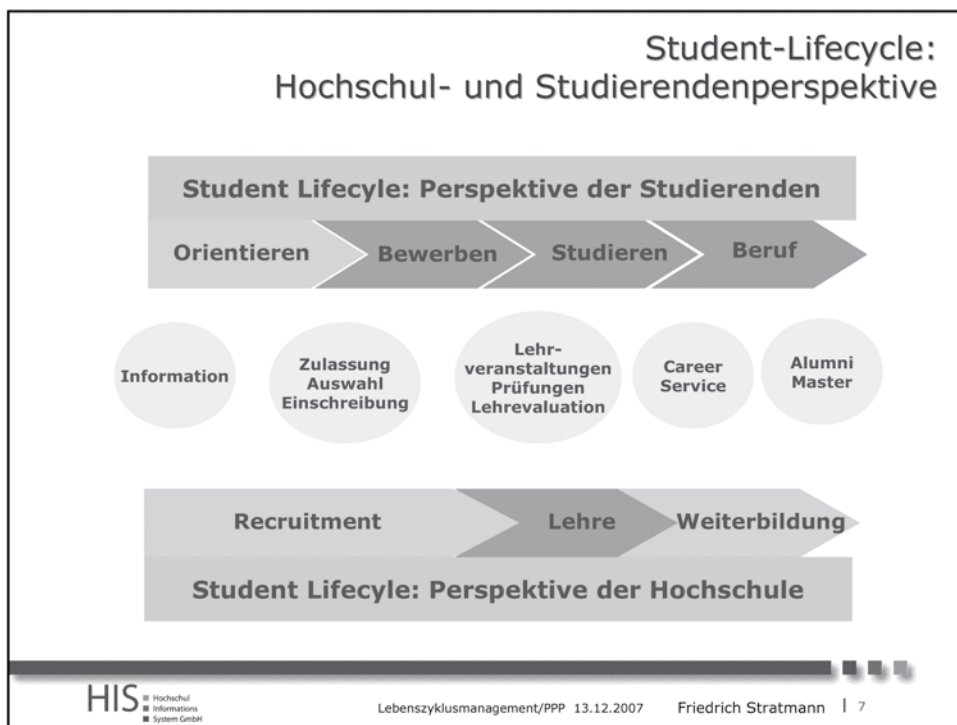 Student-Lifecycle:
Hochschul- und Studierendenperspektive
Student Lifecyle: Perspektive der Studierenden
Orientieren
Bewerben
Studieren
Beruf
Information
Zulassung
Auswahl
Einschreibung
Lehr-
veranstaltungen
Prüfungen
Lehrevaluation
Career
Service
Alumni
Master
Recruitment
Lehre
Weiterbildung
Student Lifecyle: Perspektive der Hochschule
HIS
Hochschul
Informations
System GmbH
Lebenszyklusmanagement/PPP 13.12.2007
Friedrich Stratmann
7